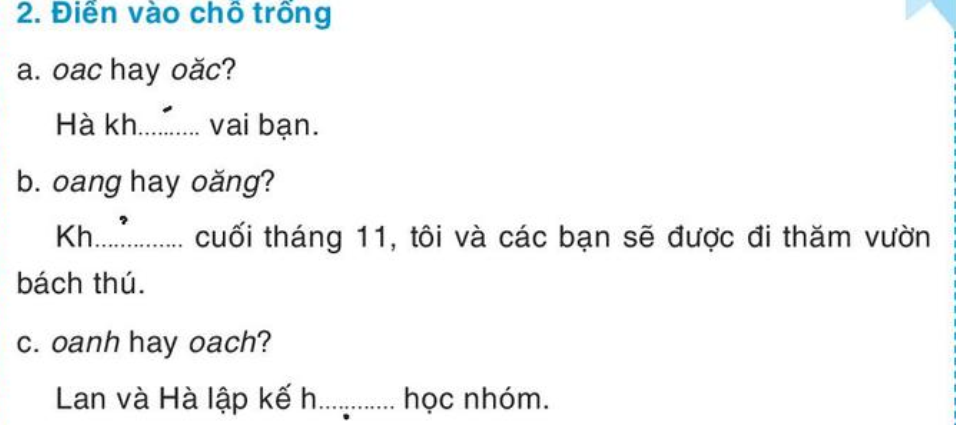 2. Điền vào chỗ trống
a. oac hay oăc?
Hà kh....´.... vai bạn.
b. oang hay oăng?
Kh....̉......... cuối tháng 11, tôi và các bạn sẽ được đi thăm vườn
bách thú.
c. oanh hay oach?
Lan và Hà lập kế h....̣....... học nhóm.